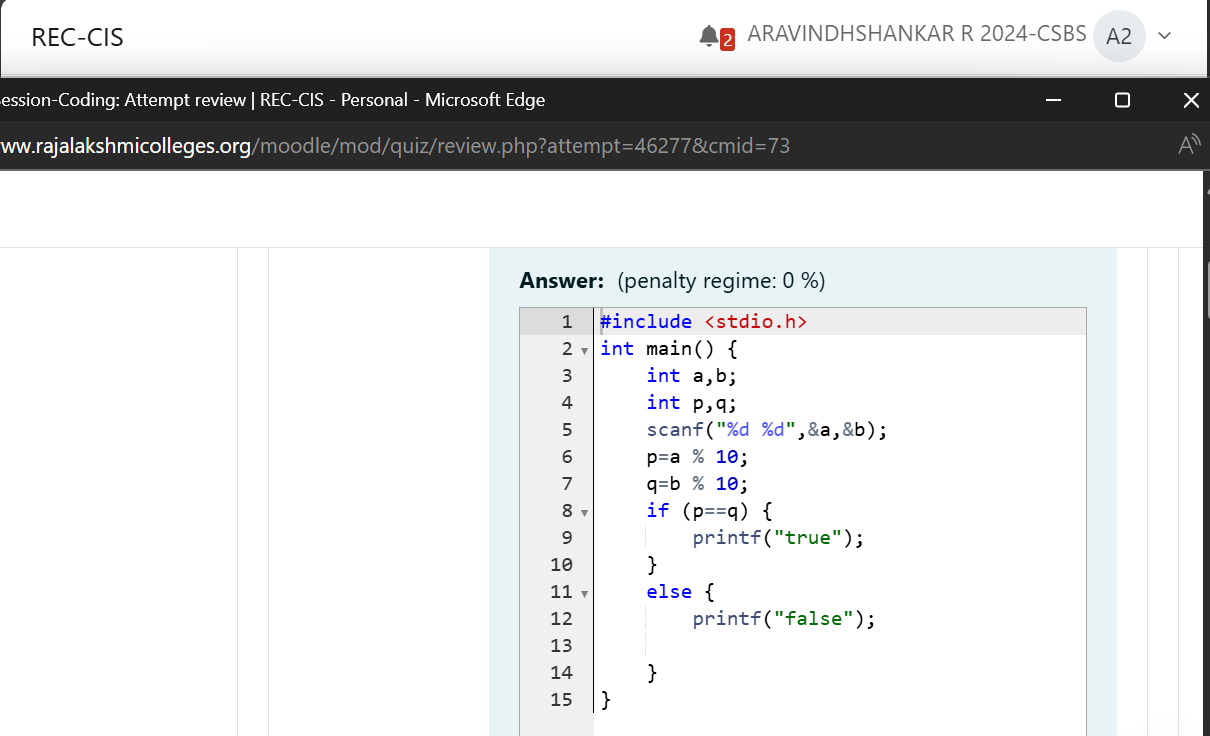 REC-CIS
2 ARAVINDHSHANKAR R 2024-CSBS A2
ession-Coding: Attempt review | REC-CIS - Personal - Microsoft Edge
ww.rajalakshmicolleges.org/moodle/mod/quiz/review.php?attempt=46277&cmid=73
Answer: (penalty regime: 0 %)
1 #include <stdio.h>
2 int main() {
3     int a,b;
4     int p,q;
5     scanf("%d %d",&a,&b);
6     p=a % 10;
7     q=b % 10;
8     if (p==q) {
9         printf("true");
10     }
11     else {
12         printf("false");
13
14     }
15 }